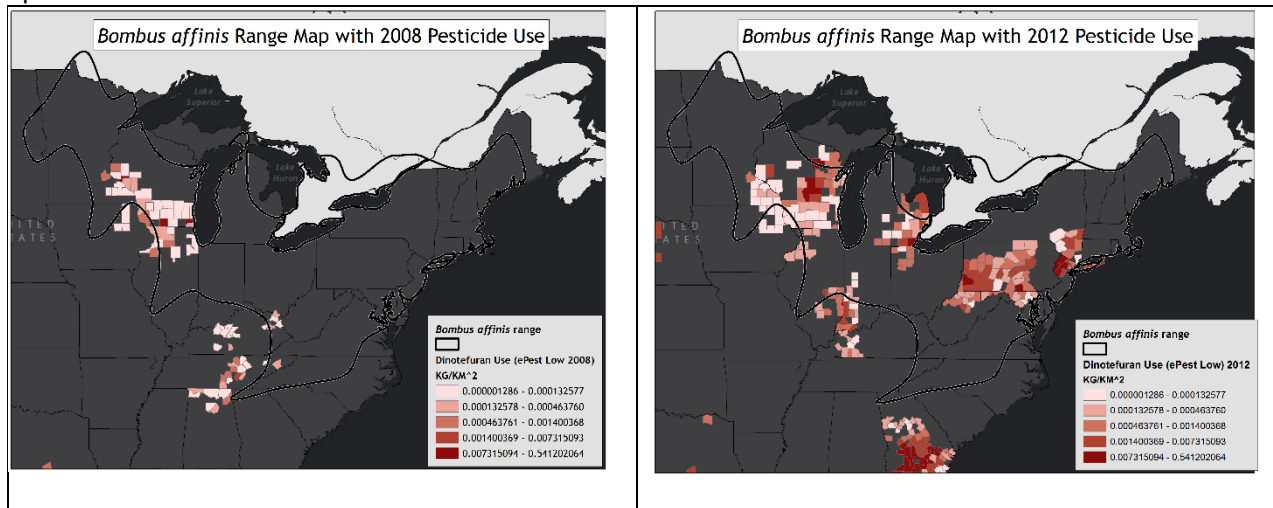 Bombus affinis Range Map with 2008 Pesticide Use
Lake
Superior
Lake
Huron
UNITED
STATES
Bombus affinis range
Dinotefuran Use (ePest Low 2008)
KG/KM^2
0.000001286 - 0.000132577
0.000132578 - 0.000463760
0.000463761 - 0.001400368
0.001400369 - 0.007315093
0.007315094 - 0.541202064
Bombus affinis Range Map with 2012 Pesticide Use
Lake
Superior
Lake
Huron
NITED
TATES
Bombus affinis range
Dinotefuran Use (ePest Low) 2012
KG/KM^2
0.000001286 - 0.000132577
0.000132578 - 0.000463760
0.000463761 - 0.001400368
0.001400369 - 0.007315093
0.007315094 - 0.541202064